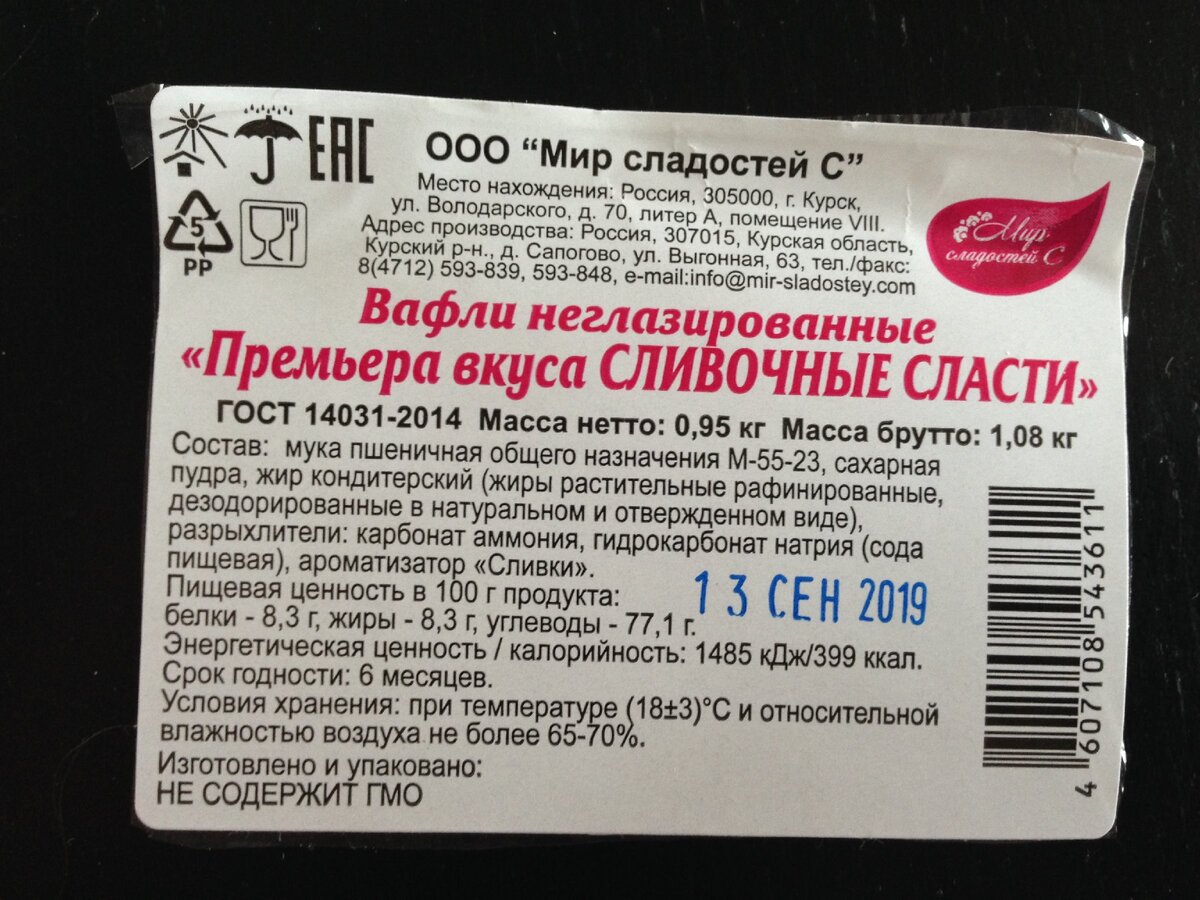 ЕАС
ООО “Мир сладостей С”
Место нахождения: Россия, 305000, г. Курск,
ул. Володарского, д. 70, литер А, помещение VIII.
Адрес производства: Россия, 307015, Курская область,
Курский р-н., д. Сапогово, ул. Выгонная, 63, тел./факс:
8(4712) 593-839, 593-848, e-mail:info@mir-sladostey.com
5
PP
Мир
сладостей С
Вафли неглазированные
«Премьера вкуса СЛИВОЧНЫЕ СЛАСТИ»
ГОСТ 14031-2014 Масса нетто: 0,95 кг Масса брутто: 1,08 кг
Состав: мука пшеничная общего назначения М-55-23, сахарная
пудра, жир кондитерский (жиры растительные рафинированные,
дезодорированные в натуральном и отвержденном виде),
разрыхлители: карбонат аммония, гидрокарбонат натрия (сода
пищевая), ароматизатор «Сливки».
Пищевая ценность в 100 г продукта:
белки - 8,3 г, жиры - 8,3 г, углеводы - 77,1 г.
13 СЕН 2019
Энергетическая ценность / калорийность: 1485 кДж/399 ккал.
Срок годности: 6 месяцев.
Условия хранения: при температуре (18±3)°С и относительной
влажностью воздуха не более 65-70%.
Изготовлено и упаковано:
НЕ СОДЕРЖИТ ГМО
4 607108 543611